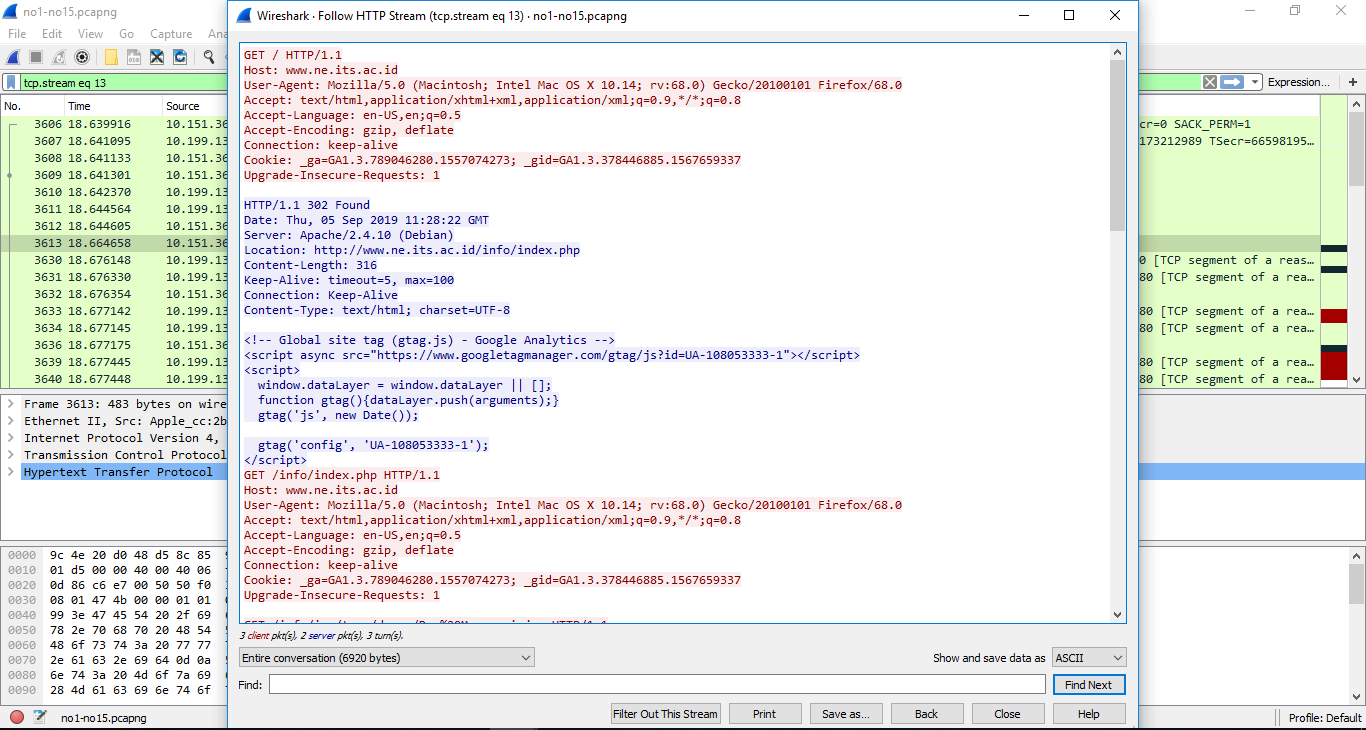 no1-no15.pcapng
File Edit View Go Capture Ana
tcp.stream eq 13
Expression… +
No. Time Source
3606 18.639916 10.151.36
3607 18.641095 10.199.13
3608 18.641133 10.151.36
3609 18.641301 10.151.36
3610 18.642370 10.199.13
3611 18.644564 10.199.13
3612 18.644605 10.151.36
3613 18.664658 10.151.36
3630 18.676148 10.199.13
3631 18.676330 10.199.13
3632 18.676354 10.151.36
3633 18.677142 10.199.13
3634 18.677145 10.199.13
3636 18.677175 10.151.36
3639 18.677445 10.199.13
3640 18.677448 10.199.13
cr=0 SACK_PERM=1
173212989 TSecr=66598195…
0 [TCP segment of a reas…
80 [TCP segment of a rea…
80 [TCP segment of a rea…
80 [TCP segment of a rea…
80 [TCP segment of a rea…
80 [TCP segment of a rea…
Frame 3613: 483 bytes on wire
Ethernet II, Src: Apple_cc:2b
Internet Protocol Version 4,
Transmission Control Protocol
Hypertext Transfer Protocol
0000 9c 4e 20 d0 48 d5 8c 85
0010 01 d5 00 00 40 00 40 06
0020 0d 86 c6 e7 00 50 50 f0
0030 08 01 47 4b 00 00 01 01
0040 99 3e 47 45 54 20 2f 69
0050 78 2e 70 68 70 20 48 54
0060 48 6f 73 74 3a 20 77 77
0070 2e 61 63 2e 69 64 0d 0a
0080 6e 74 3a 20 4d 6f 7a 69
0090 28 4d 61 63 69 6e 74 6f
no1-no15.pcapng
Profile: Default
Wireshark · Follow HTTP Stream (tcp.stream eq 13) · no1-no15.pcapng
GET / HTTP/1.1
Host: www.ne.its.ac.id
User-Agent: Mozilla/5.0 (Macintosh; Intel Mac OS X 10.14; rv:68.0) Gecko/20100101 Firefox/68.0
Accept: text/html,application/xhtml+xml,application/xml;q=0.9,*/*;q=0.8
Accept-Language: en-US,en;q=0.5
Accept-Encoding: gzip, deflate
Connection: keep-alive
Cookie: _ga=GA1.3.789046280.1557074273; _gid=GA1.3.378446885.1567659337
Upgrade-Insecure-Requests: 1
HTTP/1.1 302 Found
Date: Thu, 05 Sep 2019 11:28:22 GMT
Server: Apache/2.4.10 (Debian)
Location: http://www.ne.its.ac.id/info/index.php
Content-Length: 316
Keep-Alive: timeout=5, max=100
Connection: Keep-Alive
Content-Type: text/html; charset=UTF-8
<!-- Global site tag (gtag.js) - Google Analytics -->
<script async src="https://www.googletagmanager.com/gtag/js?id=UA-108053333-1"></script>
<script>
window.dataLayer = window.dataLayer || [];
function gtag(){dataLayer.push(arguments);}
gtag('js', new Date());
gtag('config', 'UA-108053333-1');
</script>
GET /info/index.php HTTP/1.1
Host: www.ne.its.ac.id
User-Agent: Mozilla/5.0 (Macintosh; Intel Mac OS X 10.14; rv:68.0) Gecko/20100101 Firefox/68.0
Accept: text/html,application/xhtml+xml,application/xml;q=0.9,*/*;q=0.8
Accept-Language: en-US,en;q=0.5
Accept-Encoding: gzip, deflate
Connection: keep-alive
Cookie: _ga=GA1.3.789046280.1557074273; _gid=GA1.3.378446885.1567659337
Upgrade-Insecure-Requests: 1
3 client pkt(s), 2 server pkt(s), 3 turn(s).
Entire conversation (6920 bytes)
Show and save data as ASCII
Find:
Find Next
Filter Out This Stream Print Save as… Back Close Help